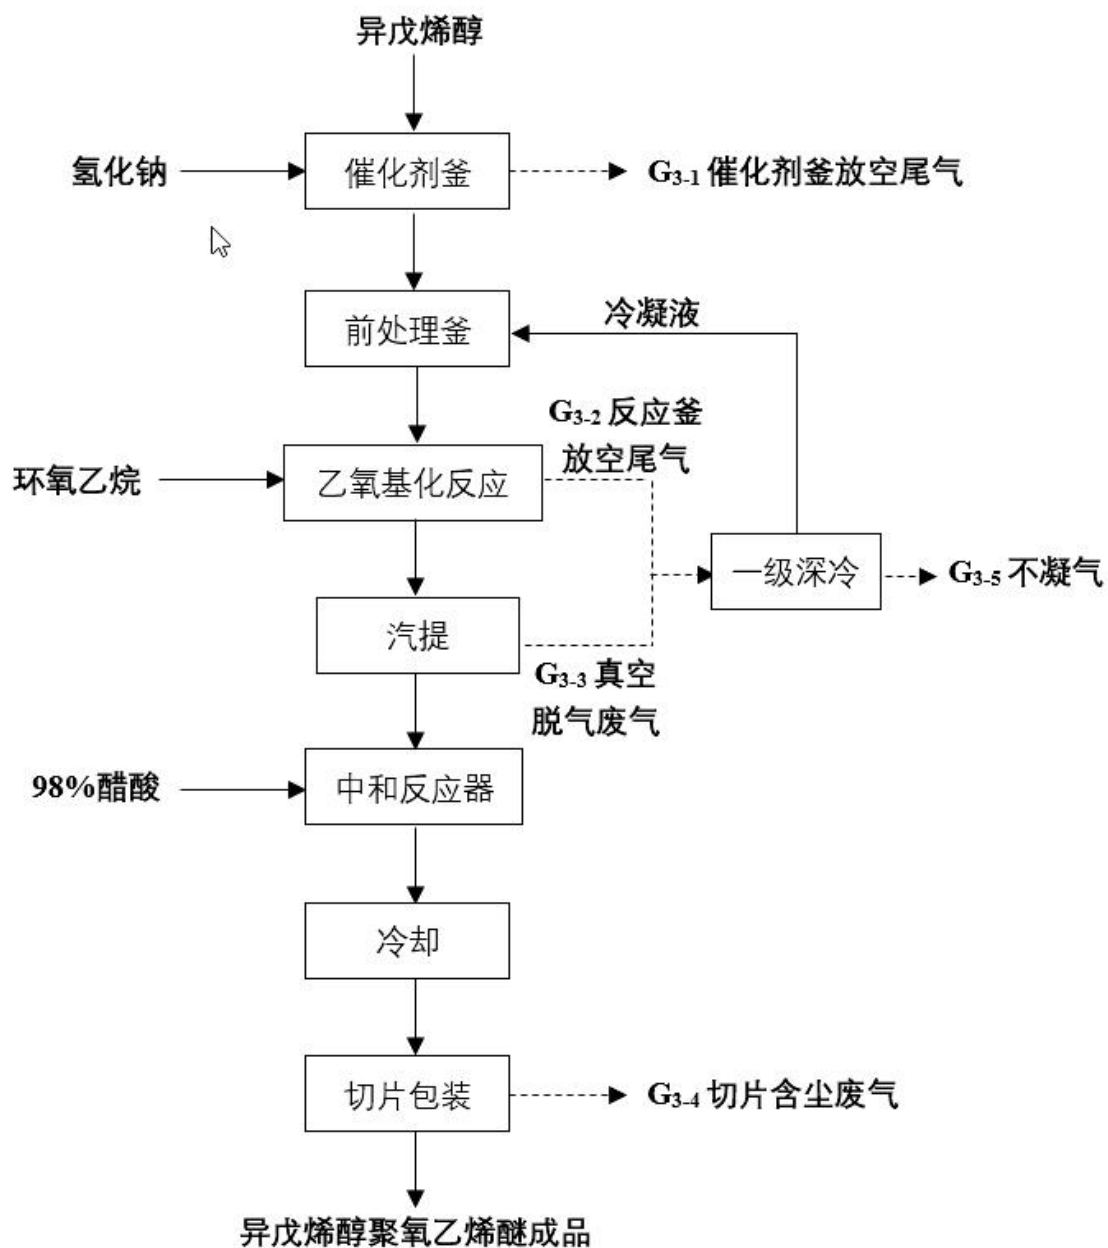 异戊烯醇
氢化钠
催化剂釜
G3-1 催化剂釜放空尾气
前处理釜
冷凝液
G3-2 反应釜
放空尾气
环氧乙烷
乙氧基化反应
一级深冷
G3-5 不凝气
汽提
G3-3 真空
脱气废气
98%醋酸
中和反应器
冷却
切片包装
G3-4 切片含尘废气
异戊烯醇聚氧乙烯醚成品